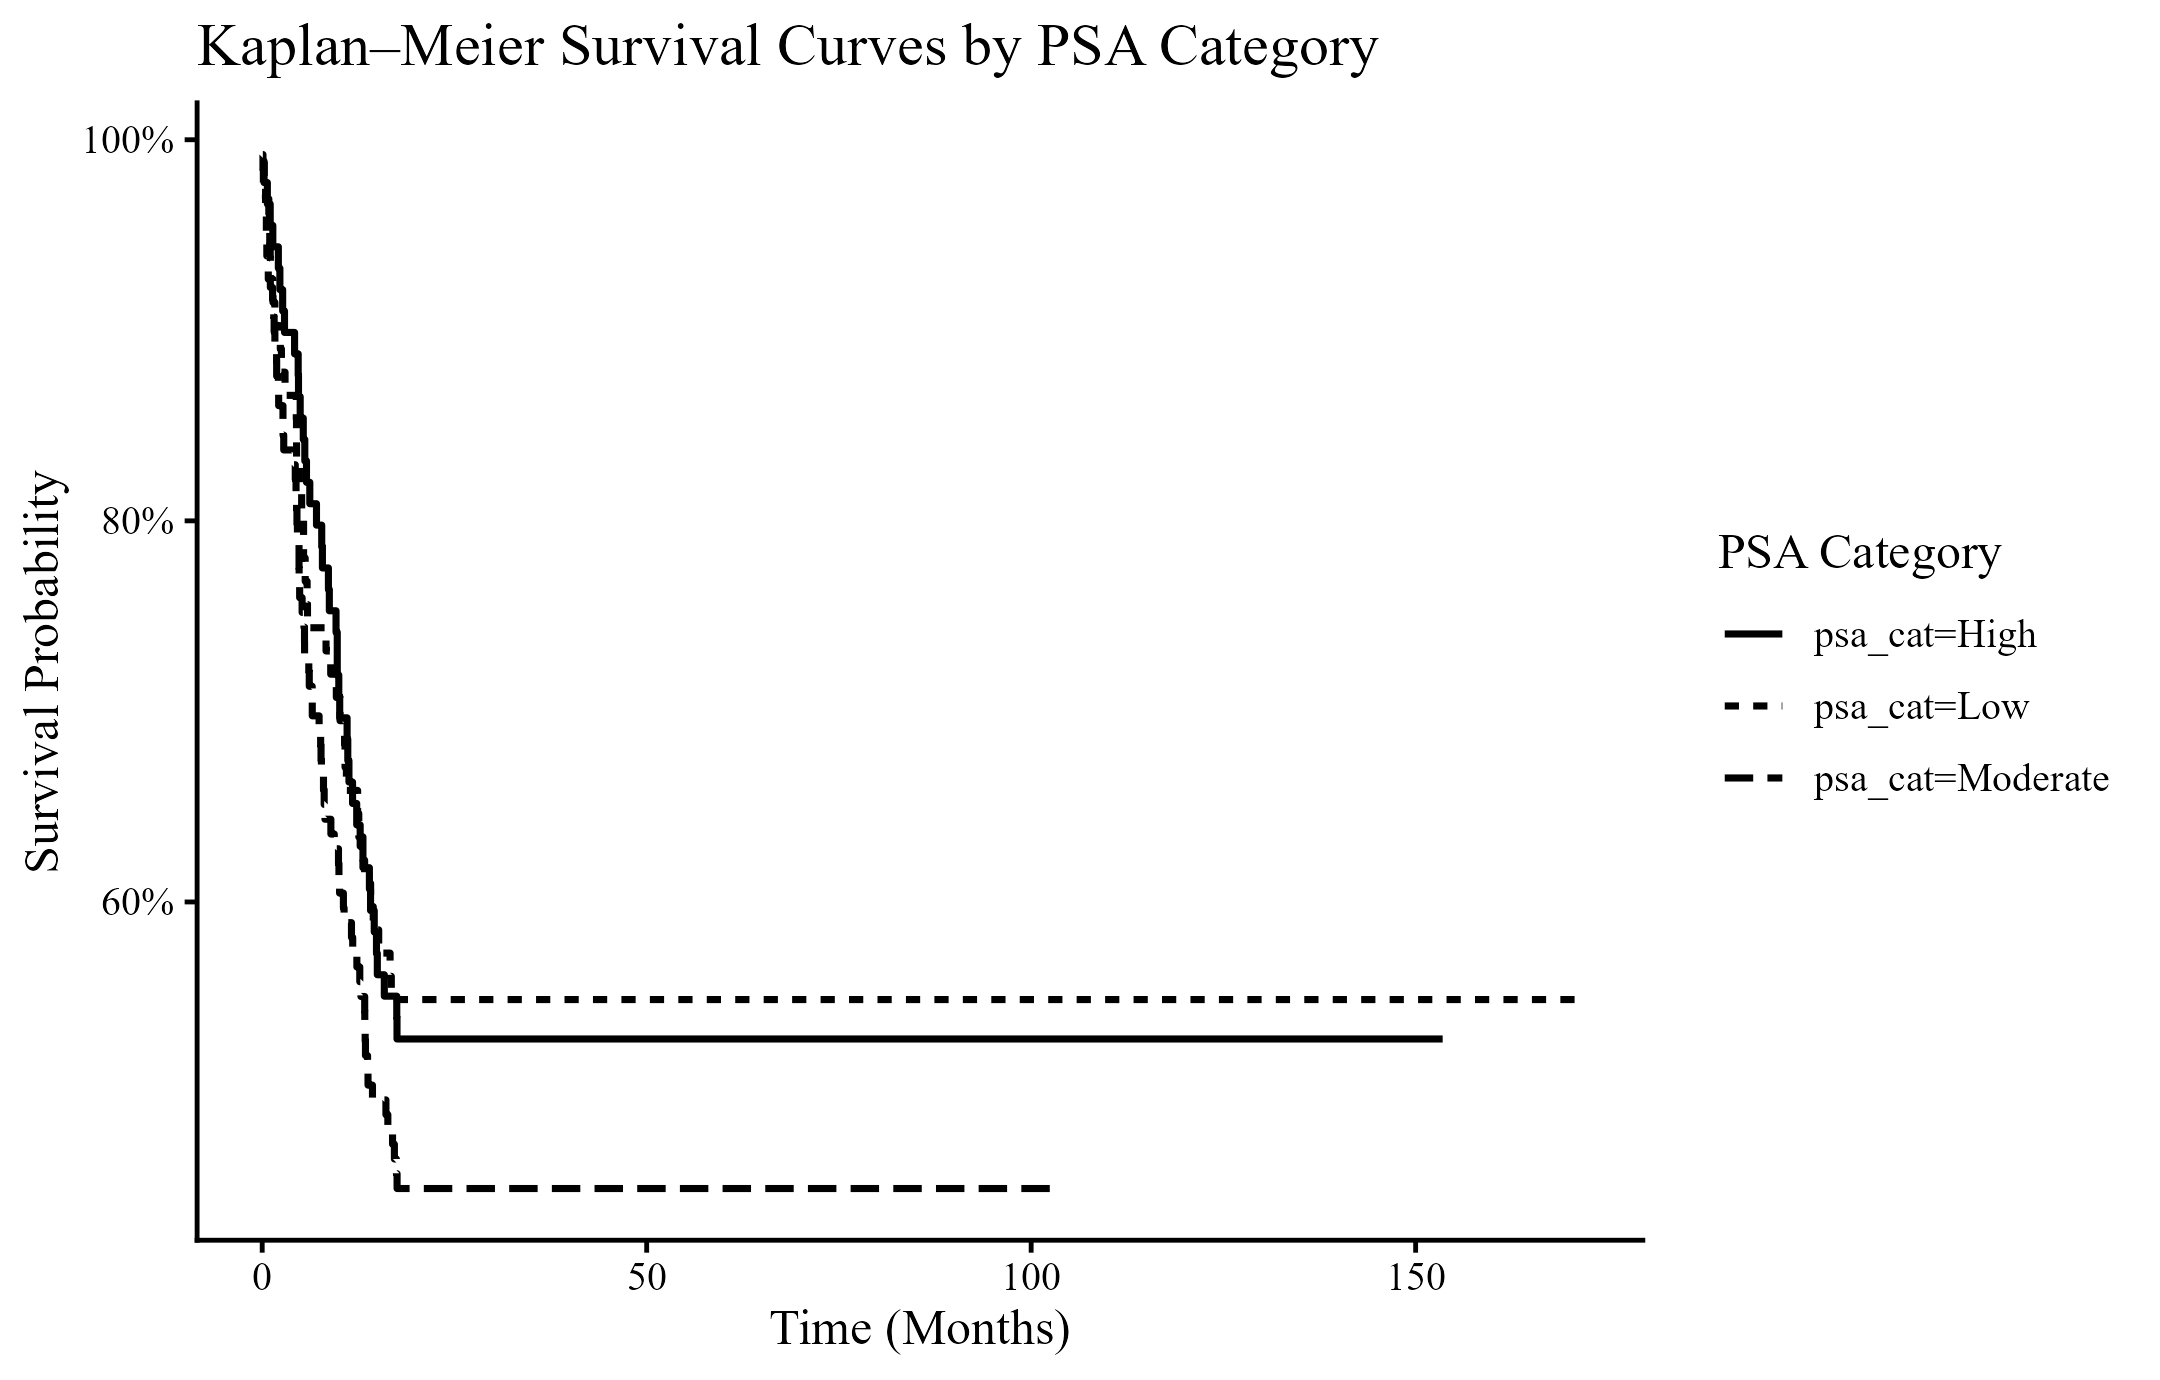 Kaplan–Meier Survival Curves by PSA Category
Survival Probability
100%
80%
60%
0 50 100 150
Time (Months)
PSA Category
psa_cat=High
psa_cat=Low
psa_cat=Moderate